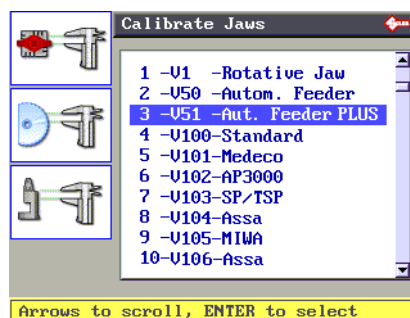 Calibrate Jaws
1 -V1 -Rotative Jaw
2 -V50 -Autom. Feeder
3 -V51 -Aut. Feeder PLUS
4 -V100-Standard
5 -V101-Medeco
6 -V102-AP3000
7 -V103-SP/TSP
8 -V104-Assa
9 -V105-MIWA
10-V106-Assa
Arrows to scroll, ENTER to select